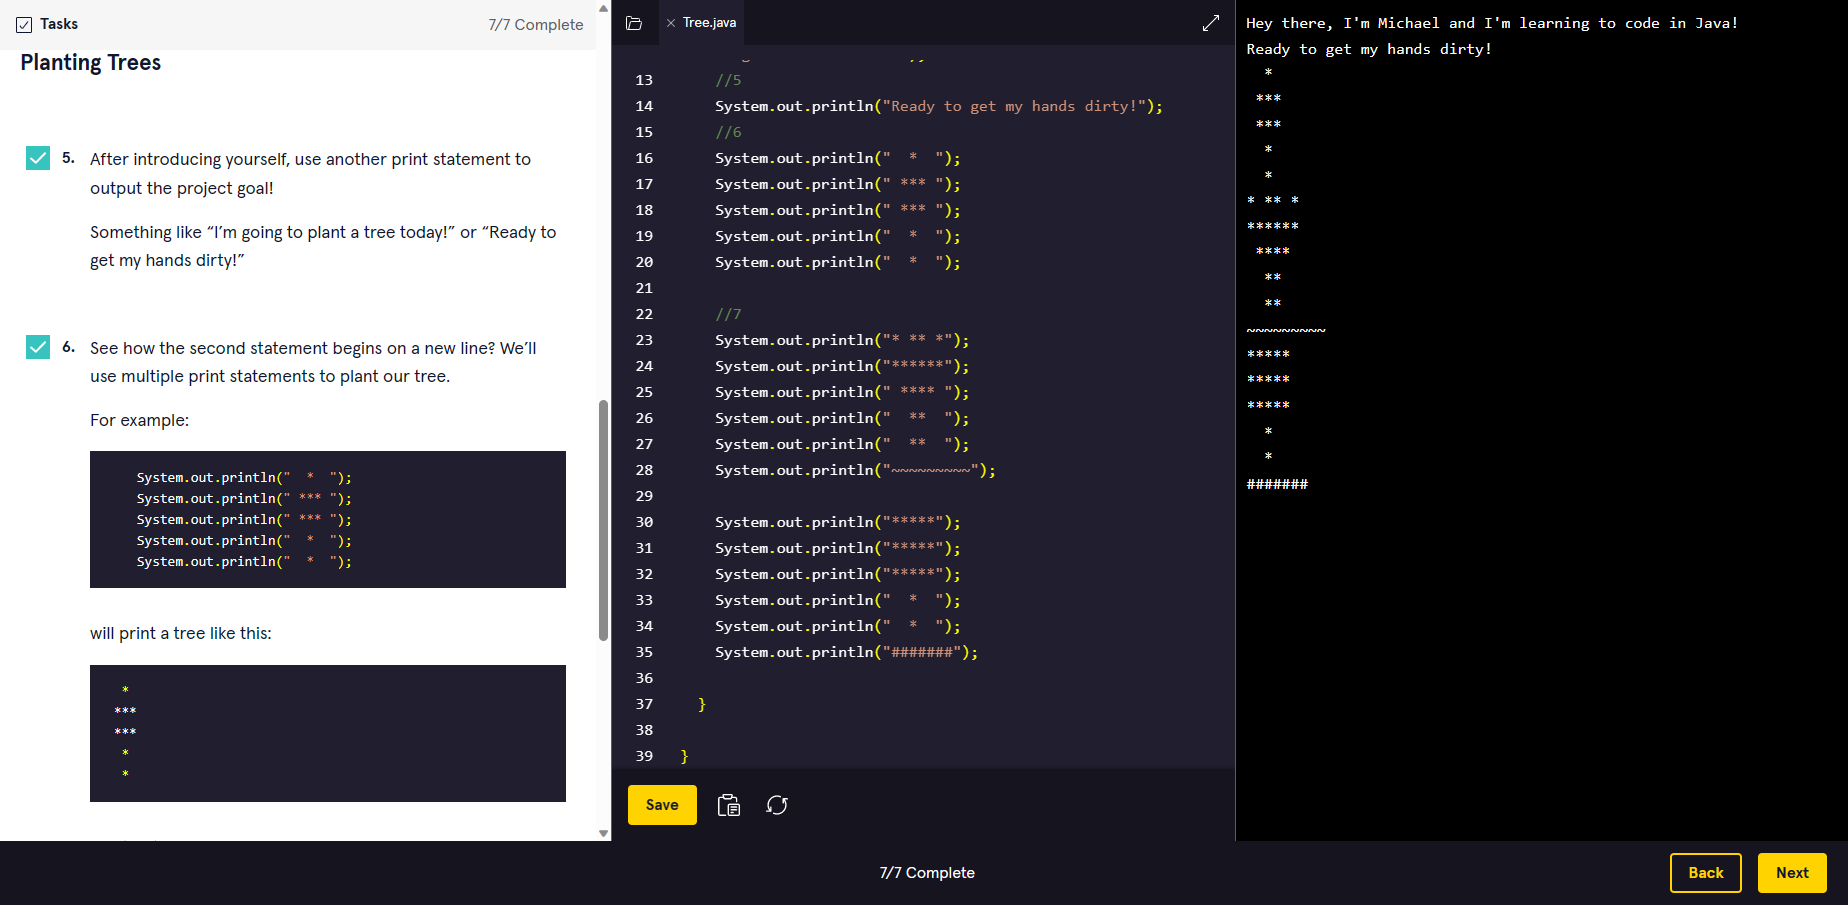 Tasks
7/7 Complete
Planting Trees
5. After introducing yourself, use another print statement to
output the project goal!
Something like “I’m going to plant a tree today!” or “Ready to
get my hands dirty!”
6. See how the second statement begins on a new line? We’ll
use multiple print statements to plant our tree.
For example:
System.out.println("  *  ");
System.out.println(" *** ");
System.out.println(" *** ");
System.out.println("  *  ");
System.out.println("  *  ");
will print a tree like this:
  *
 ***
 ***
  *
  *
Tree.java
13 //5
14 System.out.println("Ready to get my hands dirty!");
15 //6
16 System.out.println("  *  ");
17 System.out.println(" *** ");
18 System.out.println(" *** ");
19 System.out.println("  *  ");
20 System.out.println("  *  ");
21
22 //7
23 System.out.println("* ** *");
24 System.out.println("******");
25 System.out.println(" **** ");
26 System.out.println("  **  ");
27 System.out.println("  **  ");
28 System.out.println("~~~~~~~~~");
29
30 System.out.println("*****");
31 System.out.println("*****");
32 System.out.println("*****");
33 System.out.println("  *  ");
34 System.out.println("  *  ");
35 System.out.println("#######");
36
37 }
38
39 }
Save
Hey there, I'm Michael and I'm learning to code in Java!
Ready to get my hands dirty!
  *
 ***
 ***
  *
  *
* ** *
******
 ****
  **
  **
~~~~~~~~~
*****
*****
*****
  *
  *
#######
7/7 Complete
Back
Next